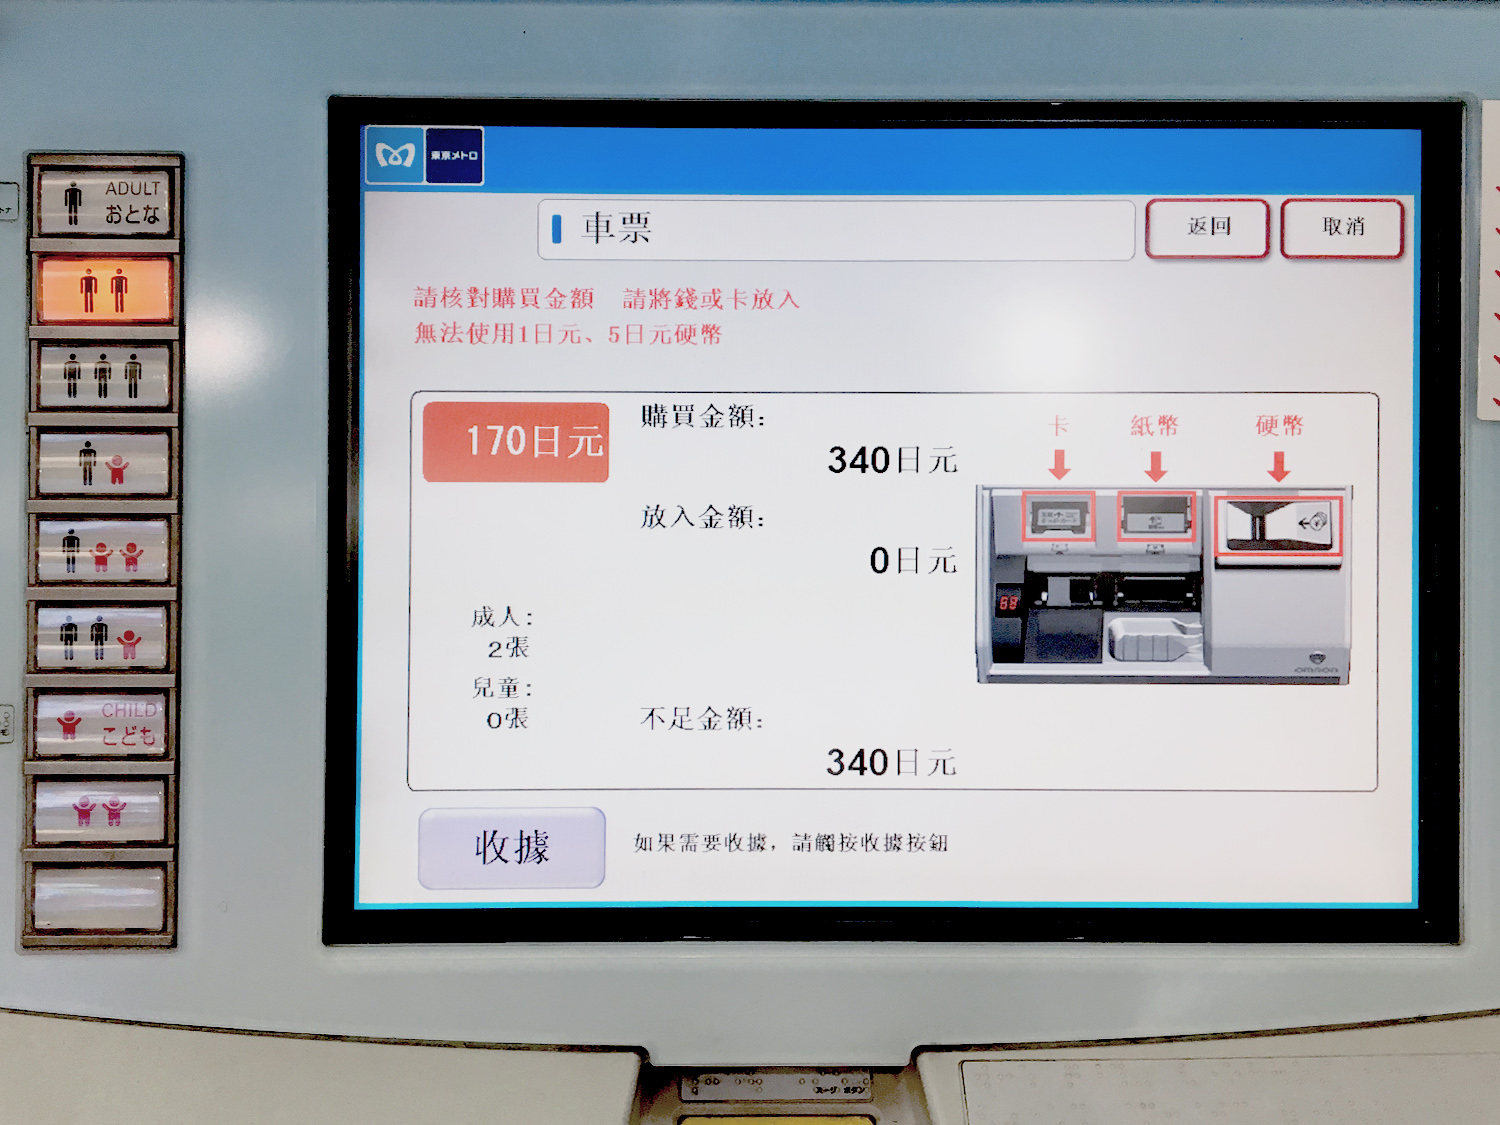 ADULT
おとな
CHILD
こども
東京メトロ
車票
返回
取消
請核對購買金額　請將錢或卡放入
無法使用1日元、5日元硬幣
170日元
購買金額:
340日元
放入金額:
0日元
成人:
2張
兒童:
0張
不足金額:
340日元
卡
紙幣
硬幣
OMRON
收據
如果需要收據，請觸按收據按鈕